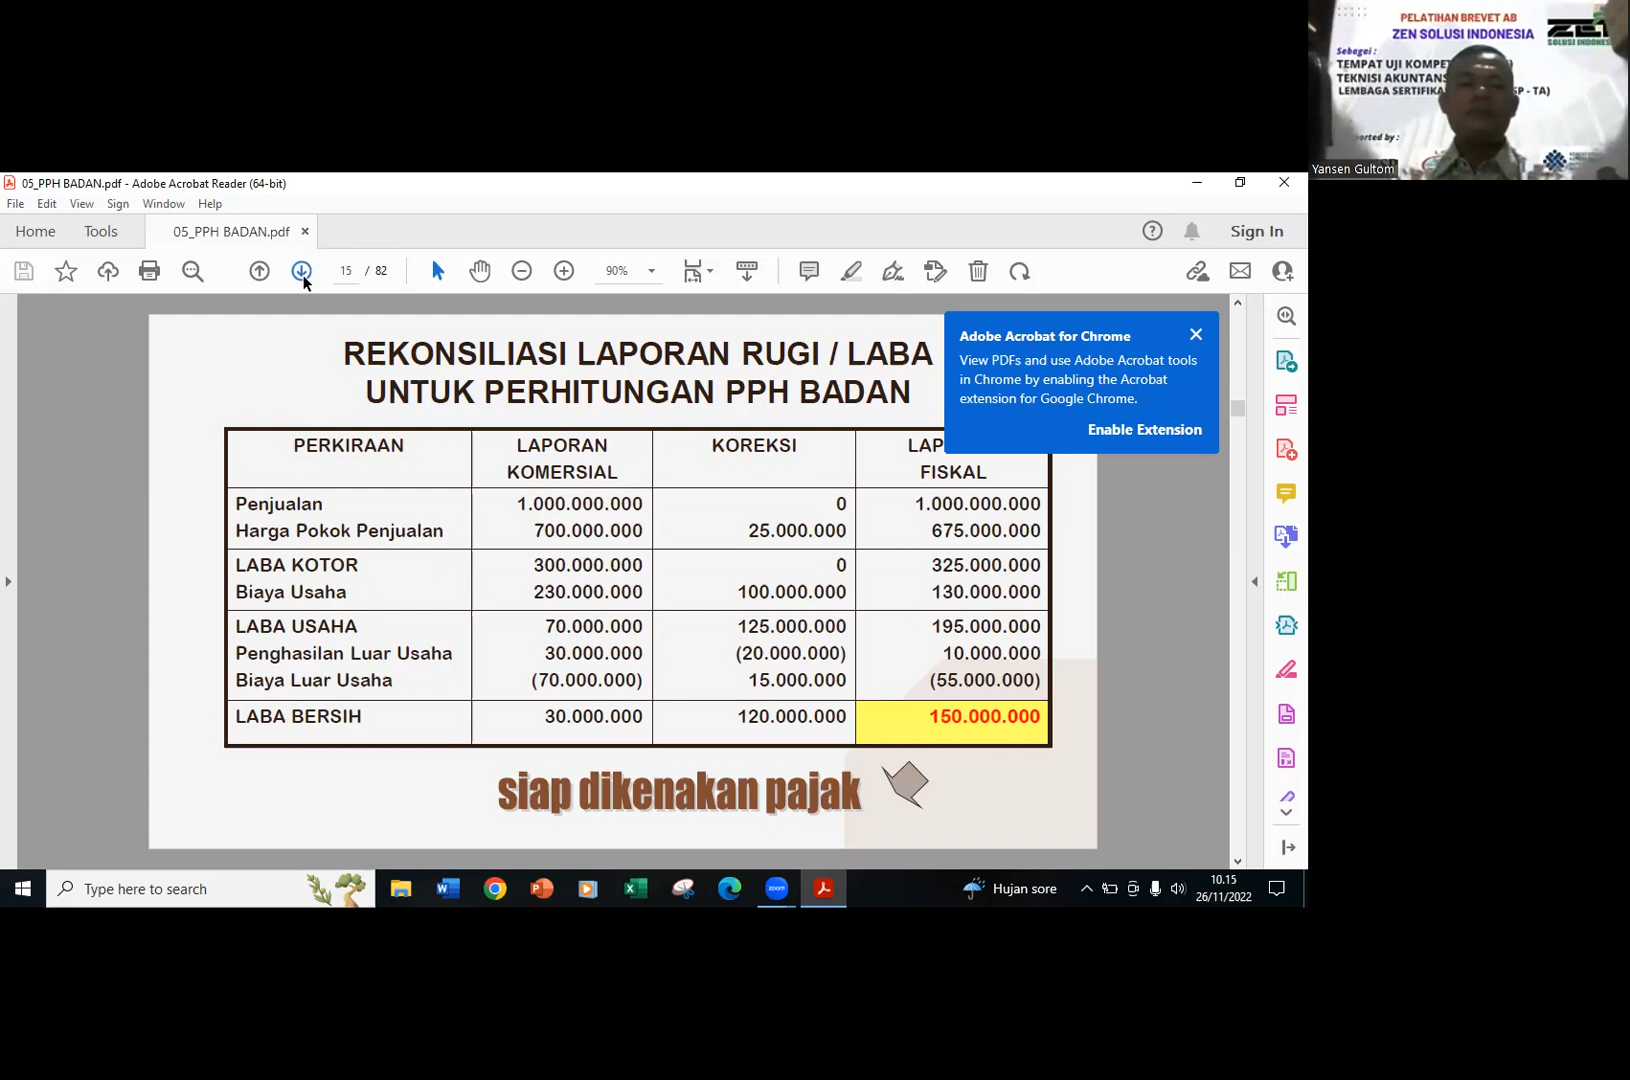 PELATIHAN BREVET AB
ZEN SOLUSI INDONESIA
Sebagai :
TEMPAT UJI KOMPE
TEKNISI AKUNTANS
LEMBAGA SERTIFIKA SP - TA)
orted by :
Yansen Gultom
05_PPH BADAN.pdf - Adobe Acrobat Reader (64-bit)
File Edit View Sign Window Help
Home Tools 05_PPH BADAN.pdf × Sign In
15 / 82 90%
Adobe Acrobat for Chrome
View PDFs and use Adobe Acrobat tools
in Chrome by enabling the Acrobat
extension for Google Chrome.
Enable Extension
REKONSILIASI LAPORAN RUGI / LABA
UNTUK PERHITUNGAN PPH BADAN
PERKIRAAN LAPORAN KOREKSI LAP
KOMERSIAL FISKAL
Penjualan 1.000.000.000 0 1.000.000.000
Harga Pokok Penjualan 700.000.000 25.000.000 675.000.000
LABA KOTOR 300.000.000 0 325.000.000
Biaya Usaha 230.000.000 100.000.000 130.000.000
LABA USAHA 70.000.000 125.000.000 195.000.000
Penghasilan Luar Usaha 30.000.000 (20.000.000) 10.000.000
Biaya Luar Usaha (70.000.000) 15.000.000 (55.000.000)
LABA BERSIH 30.000.000 120.000.000 150.000.000
siap dikenakan pajak
Type here to search
Hujan sore
10.15
26/11/2022